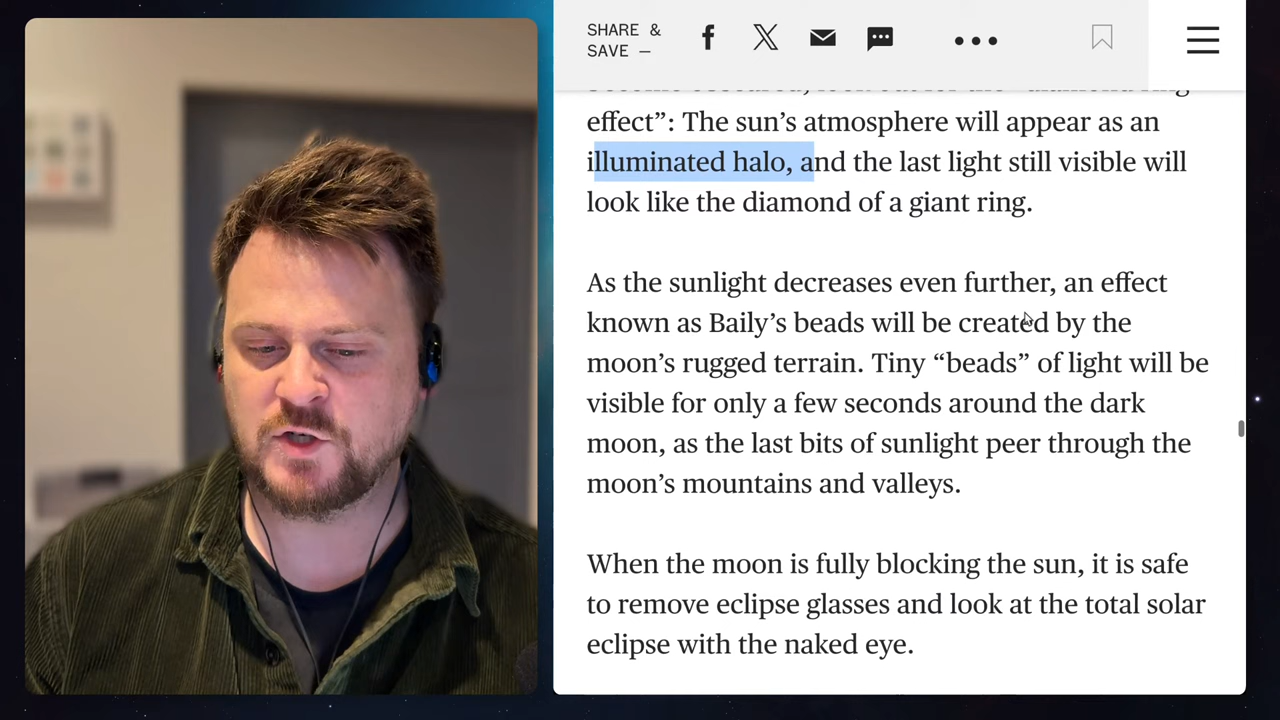 SHARE &
SAVE —
effect”: The sun’s atmosphere will appear as an
illuminated halo, and the last light still visible will
look like the diamond of a giant ring.
As the sunlight decreases even further, an effect
known as Baily’s beads will be created by the
moon’s rugged terrain. Tiny “beads” of light will be
visible for only a few seconds around the dark
moon, as the last bits of sunlight peer through the
moon’s mountains and valleys.
When the moon is fully blocking the sun, it is safe
to remove eclipse glasses and look at the total solar
eclipse with the naked eye.